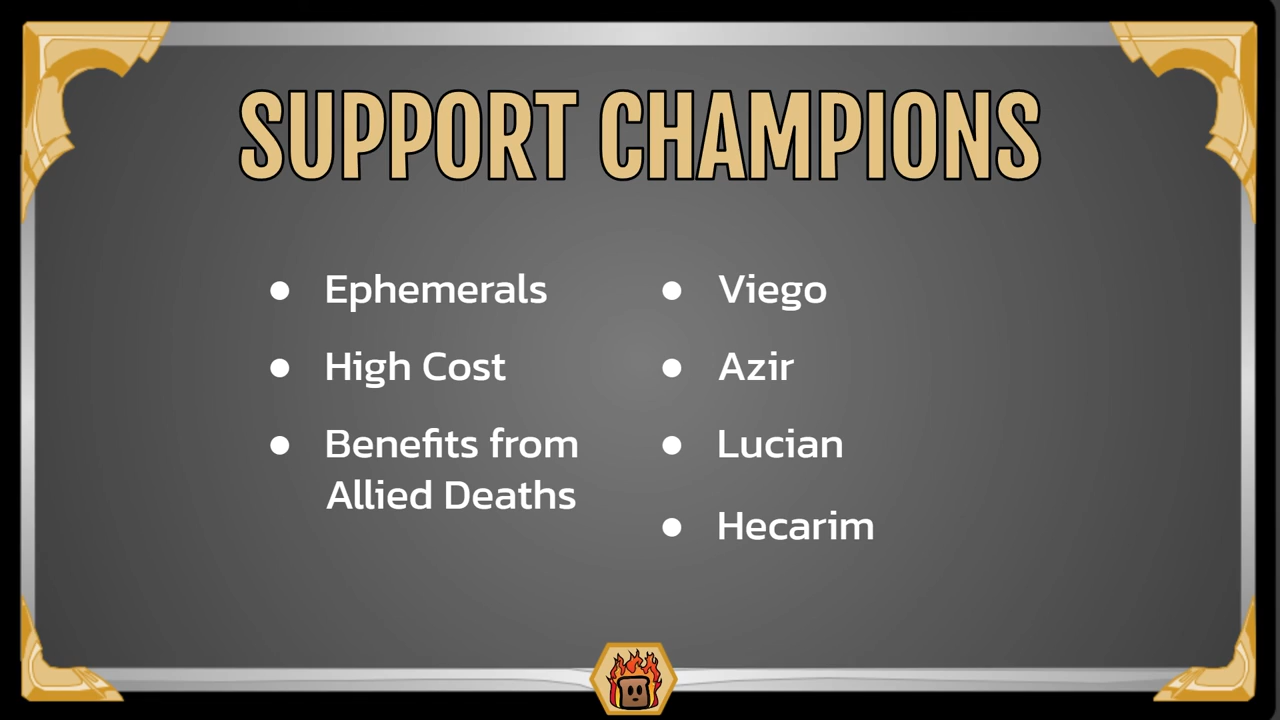 SUPPORT CHAMPIONS
● Ephemerals
● High Cost
● Benefits from
Allied Deaths
● Viego
● Azir
● Lucian
● Hecarim